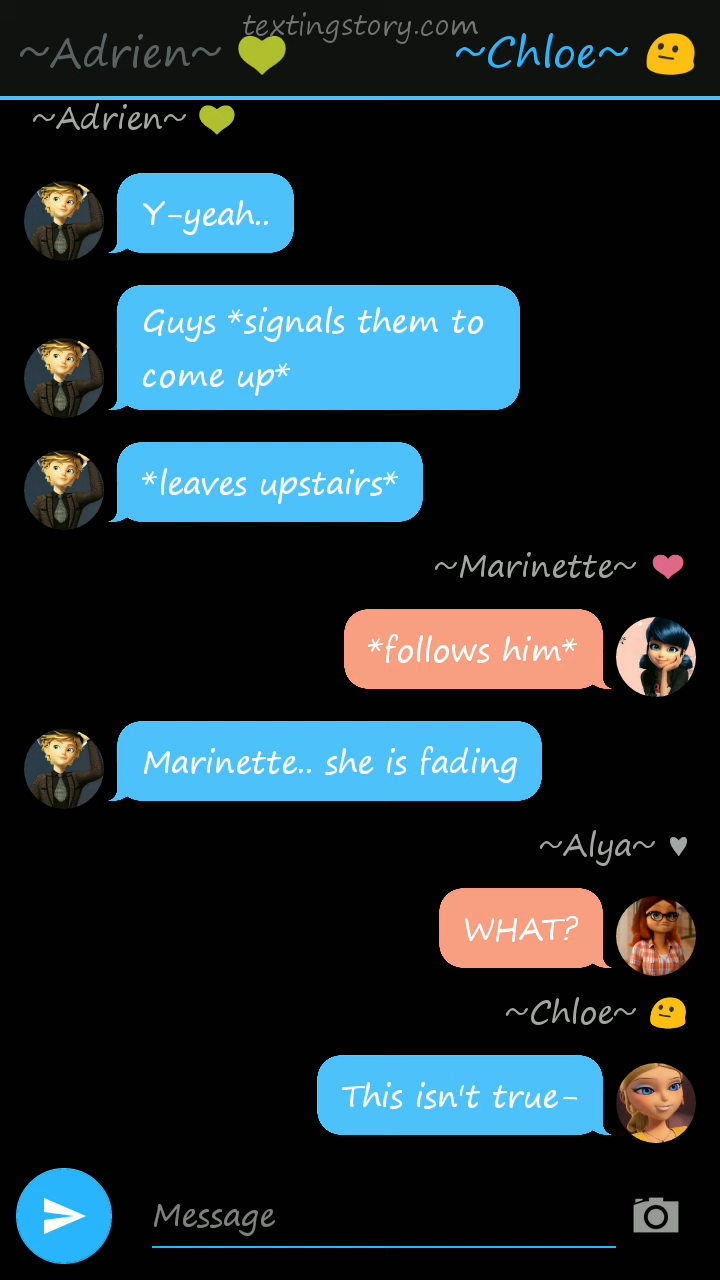 textingstory.com
~Adrien~ 💚
~Chloe~ 😐
~Adrien~ 💚
Y-yeah..
Guys *signals them to
come up*
*leaves upstairs*
~Marinette~ ❤
*follows him*
Marinette.. she is fading
~Alya~ ♥
WHAT?
~Chloe~ 😐
This isn't true-
Message